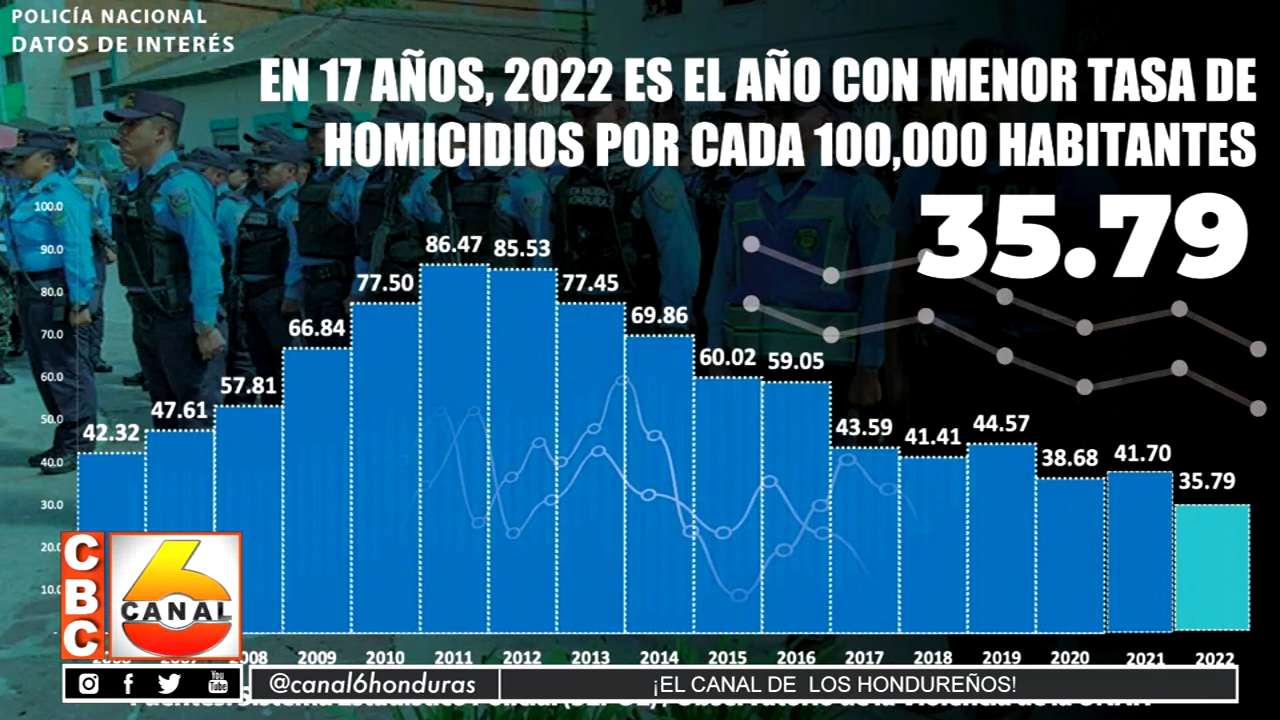 POLICÍA NACIONAL
DATOS DE INTERÉS
EN 17 AÑOS, 2022 ES EL AÑO CON MENOR TASA DE
HOMICIDIOS POR CADA 100,000 HABITANTES
35.79
100.0
90.0
80.0
70.0
60.0
50.0
40.0
30.0
20.0
10.0
42.32
47.61
57.81
66.84
77.50
86.47
85.53
77.45
69.86
60.02
59.05
43.59
41.41
44.57
38.68
41.70
35.79
2008 2009 2010 2011 2012 2013 2014 2015 2016 2017 2018 2019 2020 2021 2022
CBC
6
CANAL
You Tube
@canal6honduras
¡EL CANAL DE LOS HONDUREÑOS!